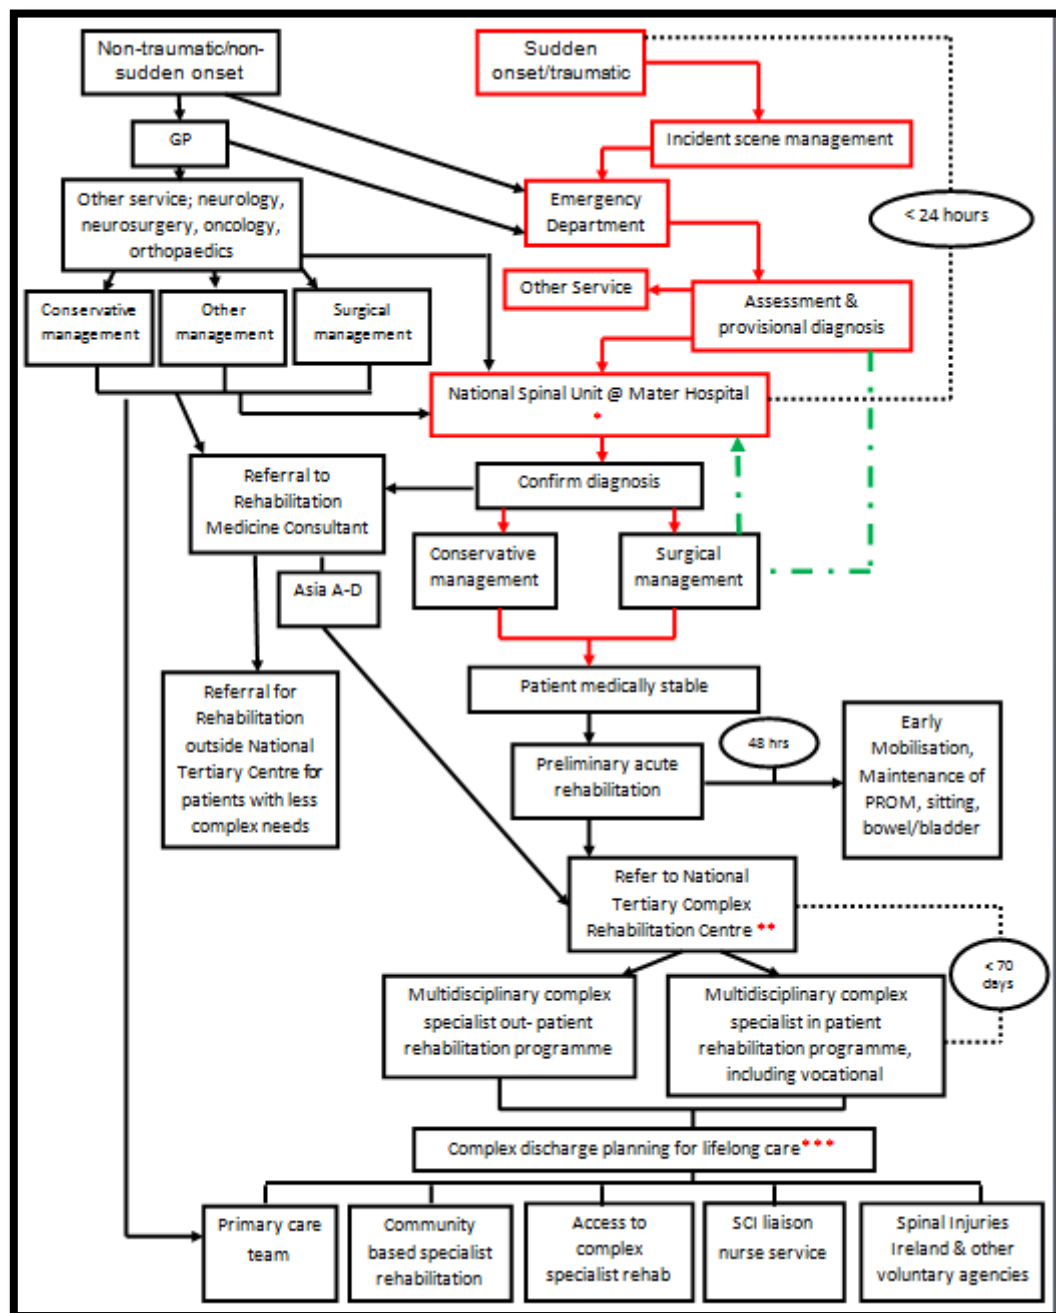 Non-traumatic/non-
sudden onset
Sudden
onset/traumatic
GP
Incident scene management
Other service; neurology,
neurosurgery, oncology,
orthopaedics
Emergency
Department
< 24 hours
Other Service
Assessment &
provisional diagnosis
Conservative
management
Other
management
Surgical
management
National Spinal Unit @ Mater Hospital
*
Referral to
Rehabilitation
Medicine Consultant
Confirm diagnosis
Conservative
management
Surgical
management
Asia A-D
Patient medically stable
Referral for
Rehabilitation
outside National
Tertiary Centre for
patients with less
complex needs
Preliminary acute
rehabilitation
48 hrs
Early
Mobilisation,
Maintenance of
PROM, sitting,
bowel/bladder
Refer to National
Tertiary Complex
Rehabilitation Centre **
< 70
days
Multidisciplinary complex
specialist out- patient
rehabilitation programme
Multidisciplinary complex
specialist in patient
rehabilitation programme,
including vocational
Complex discharge planning for lifelong care***
Primary care
team
Community
based specialist
rehabilitation
Access to
complex
specialist rehab
SCI liaison
nurse service
Spinal Injuries
Ireland & other
voluntary agencies